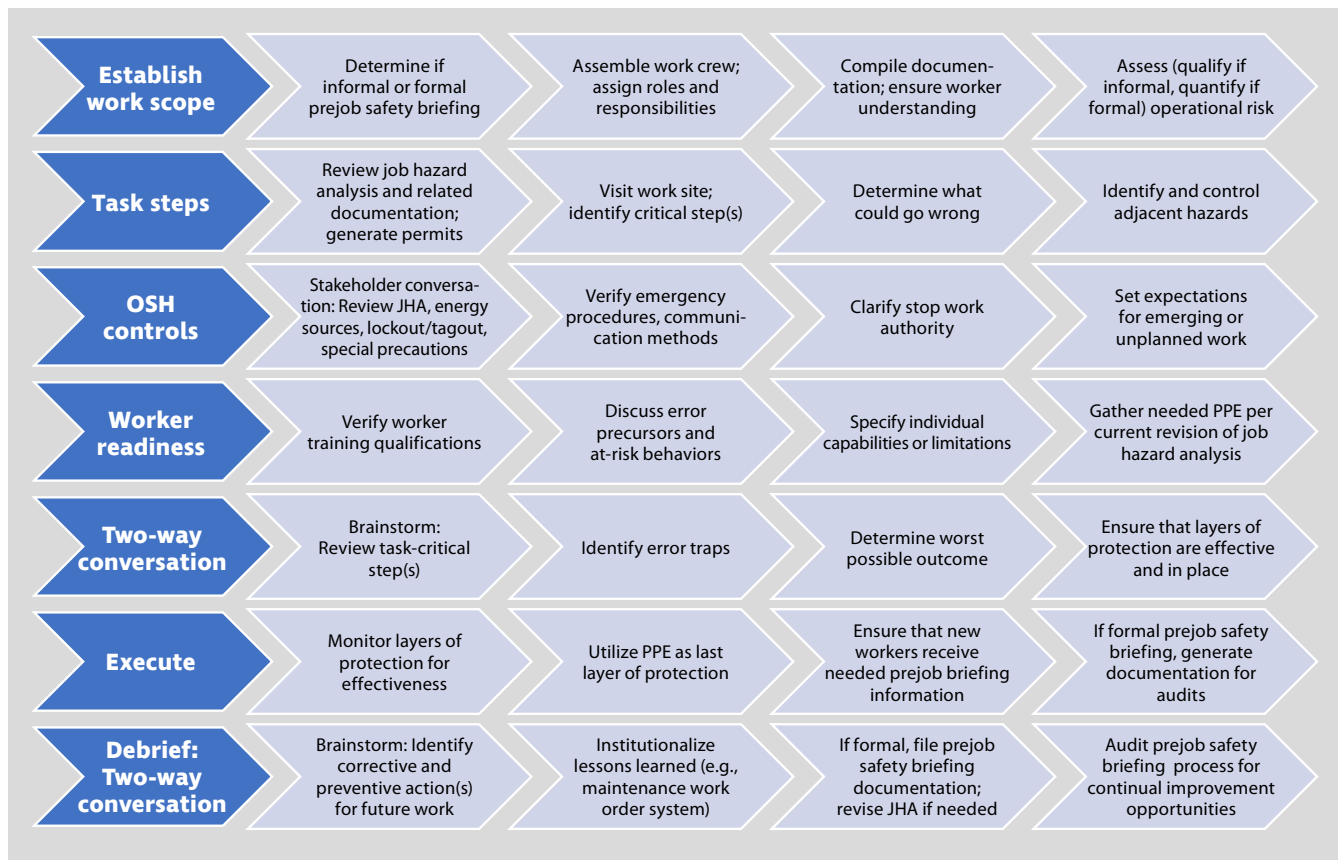 Establish
work scope
Determine if
informal or formal
prejob safety briefing
Assemble work crew;
assign roles and
responsibilities
Compile documen-
tation; ensure worker
understanding
Assess (qualify if
informal, quantify if
formal) operational risk
Task steps
Review job hazard
analysis and related
documentation;
generate permits
Visit work site;
identify critical step(s)
Determine what
could go wrong
Identify and control
adjacent hazards
OSH
controls
Stakeholder conversa-
tion: Review JHA, energy
sources, lockout/tagout,
special precautions
Verify emergency
procedures, communi-
cation methods
Clarify stop work
authority
Set expectations
for emerging or
unplanned work
Worker
readiness
Verify worker
training qualifications
Discuss error
precursors and
at-risk behaviors
Specify individual
capabilities or limitations
Gather needed PPE per
current revision of job
hazard analysis
Two-way
conversation
Brainstorm:
Review task-critical
step(s)
Identify error traps
Determine worst
possible outcome
Ensure that layers of
protection are effective
and in place
Execute
Monitor layers of
protection for
effectiveness
Utilize PPE as last
layer of protection
Ensure that new
workers receive
needed prejob briefing
information
If formal prejob safety
briefing, generate
documentation for
audits
Debrief:
Two-way
conversation
Brainstorm: Identify
corrective and
preventive action(s)
for future work
Institutionalize
lessons learned (e.g.,
maintenance work
order system)
If formal, file prejob
safety briefing
documentation;
revise JHA if needed
Audit prejob safety
briefing process for
continual improvement
opportunities